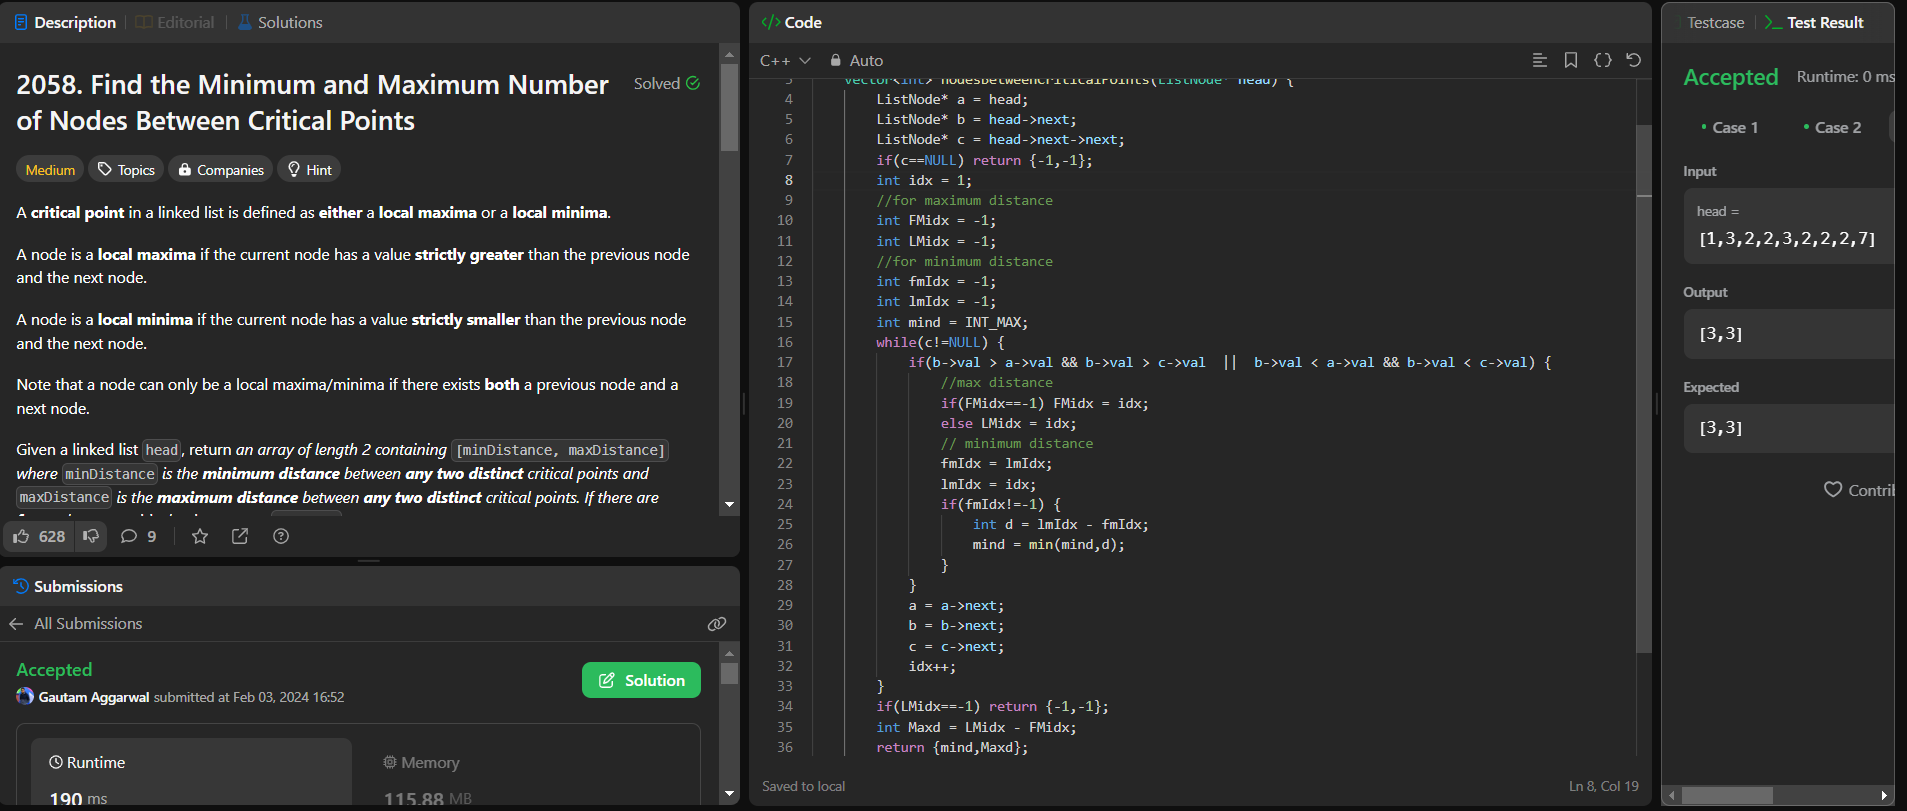 Description
Editorial
Solutions
2058. Find the Minimum and Maximum Number
of Nodes Between Critical Points
Solved
Medium
Topics
Companies
Hint
A critical point in a linked list is defined as either a local maxima or a local minima.
A node is a local maxima if the current node has a value strictly greater than the previous node
and the next node.
A node is a local minima if the current node has a value strictly smaller than the previous node
and the next node.
Note that a node can only be a local maxima/minima if there exists both a previous node and a
next node.
Given a linked list head, return an array of length 2 containing [minDistance, maxDistance]
where minDistance is the minimum distance between any two distinct critical points and
maxDistance is the maximum distance between any two distinct critical points. If there are
628
9
Submissions
All Submissions
Accepted
Gautam Aggarwal submitted at Feb 03, 2024 16:52
Solution
Runtime
Memory
190 ms
115.88 MB
</> Code
C++
Auto
3 vector<int> nodesBetweenCriticalPoints(ListNode* head) {
4 ListNode* a = head;
5 ListNode* b = head->next;
6 ListNode* c = head->next->next;
7 if(c==NULL) return {-1,-1};
8 int idx = 1;
9 //for maximum distance
10 int FMidx = -1;
11 int LMidx = -1;
12 //for minimum distance
13 int fmIdx = -1;
14 int lmIdx = -1;
15 int mind = INT_MAX;
16 while(c!=NULL) {
17 if(b->val > a->val && b->val > c->val || b->val < a->val && b->val < c->val) {
18 //max distance
19 if(FMidx==-1) FMidx = idx;
20 else LMidx = idx;
21 // minimum distance
22 fmIdx = lmIdx;
23 lmIdx = idx;
24 if(fmIdx!=-1) {
25 int d = lmIdx - fmIdx;
26 mind = min(mind,d);
27 }
28 }
29 a = a->next;
30 b = b->next;
31 c = c->next;
32 idx++;
33 }
34 if(LMidx==-1) return {-1,-1};
35 int Maxd = LMidx - FMidx;
36 return {mind,Maxd};
Saved to local
Ln 8, Col 19
Testcase
Test Result
Accepted
Runtime: 0 ms
Case 1
Case 2
Input
head =
[1,3,2,2,3,2,2,2,7]
Output
[3,3]
Expected
[3,3]
Contrib